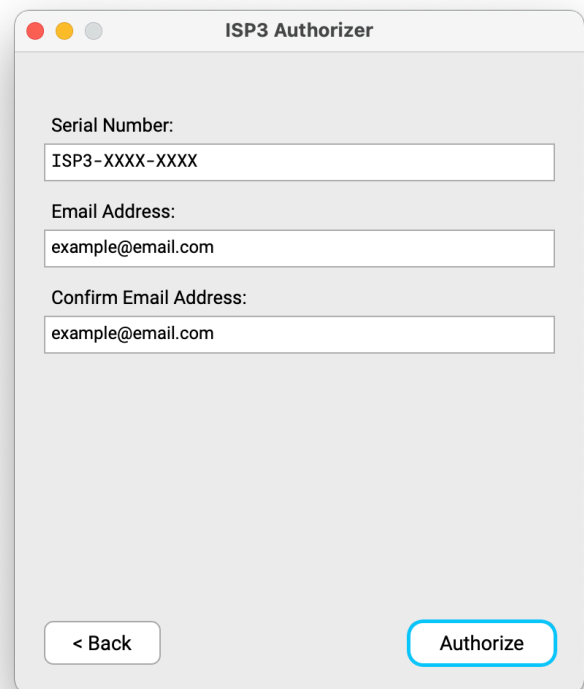 ISP3 Authorizer
Serial Number:
ISP3-XXXX-XXXX
Email Address:
example@email.com
Confirm Email Address:
example@email.com
< Back
Authorize